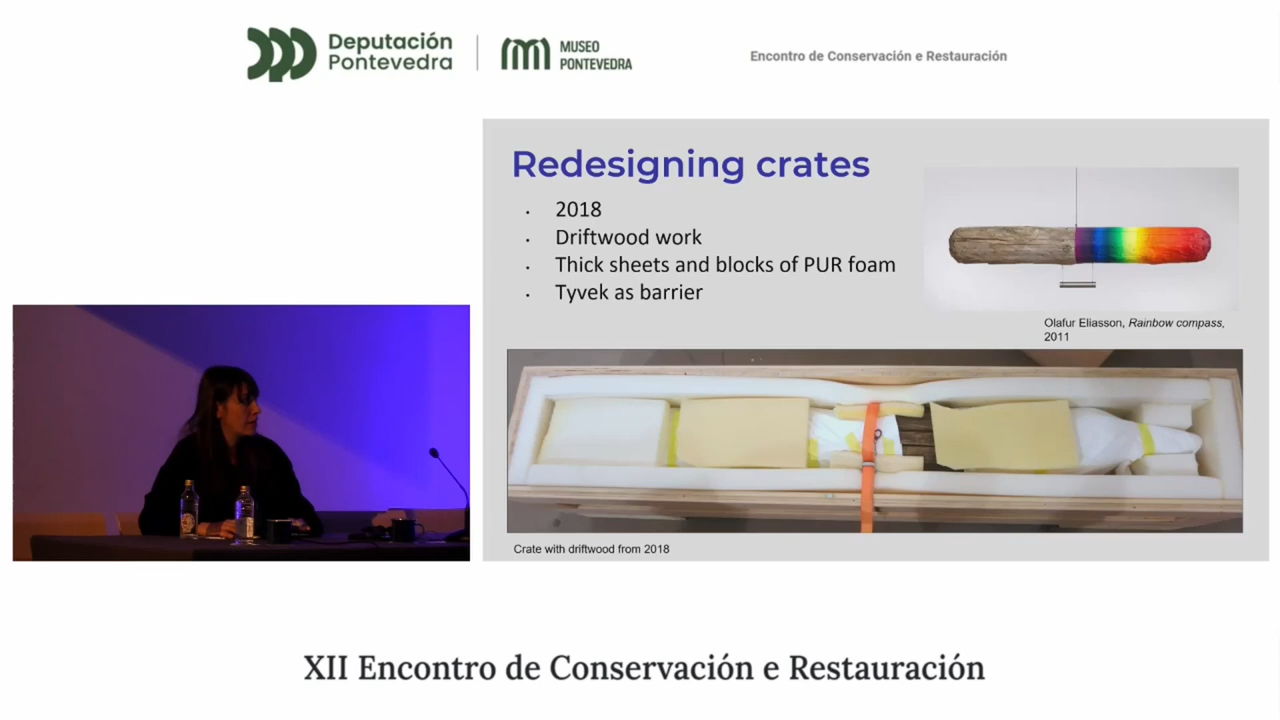 Deputación
Pontevedra
MUSEO
PONTEVEDRA
Encontro de Conservación e Restauración
Redesigning crates
• 2018
• Driftwood work
• Thick sheets and blocks of PUR foam
• Tyvek as barrier
Olafur Eliasson, Rainbow compass,
2011
Crate with driftwood from 2018
XII Encontro de Conservación e Restauración